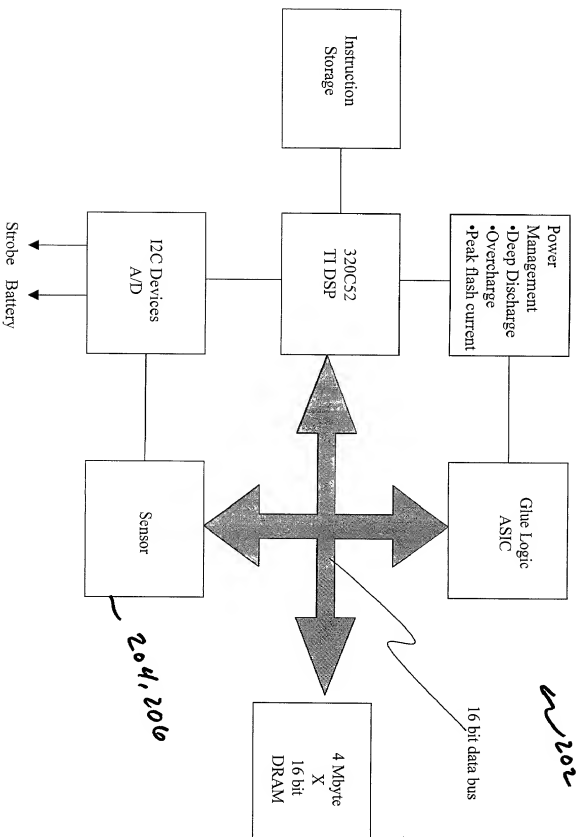 Power
Management
•Deep Discharge
•Overcharge
•Peak flash current
Glue Logic
ASIC
202
16 bit data bus
Instruction
Storage
320C52
TI DSP
4 Mbyte
X
16 bit
DRAM
I2C Devices
A/D
Sensor
204, 206
Strobe
Battery